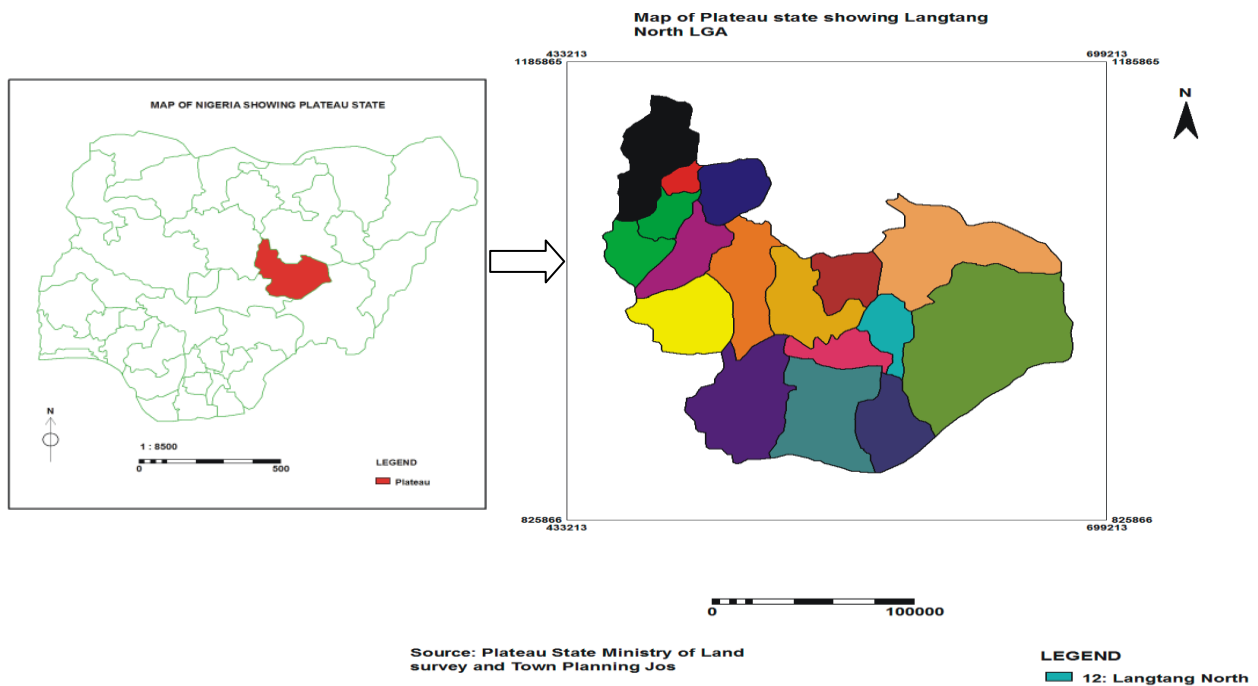 Map of Plateau state showing Langtang
North LGA
433213
699213
1185865
1185865
MAP OF NIGERIA SHOWING PLATEAU STATE
N
N
1 : 8500
0
500
LEGEND
Plateau
825866
825866
433213
699213
0
100000
Source: Plateau State Ministry of Land
survey and Town Planning Jos
LEGEND
12: Langtang North